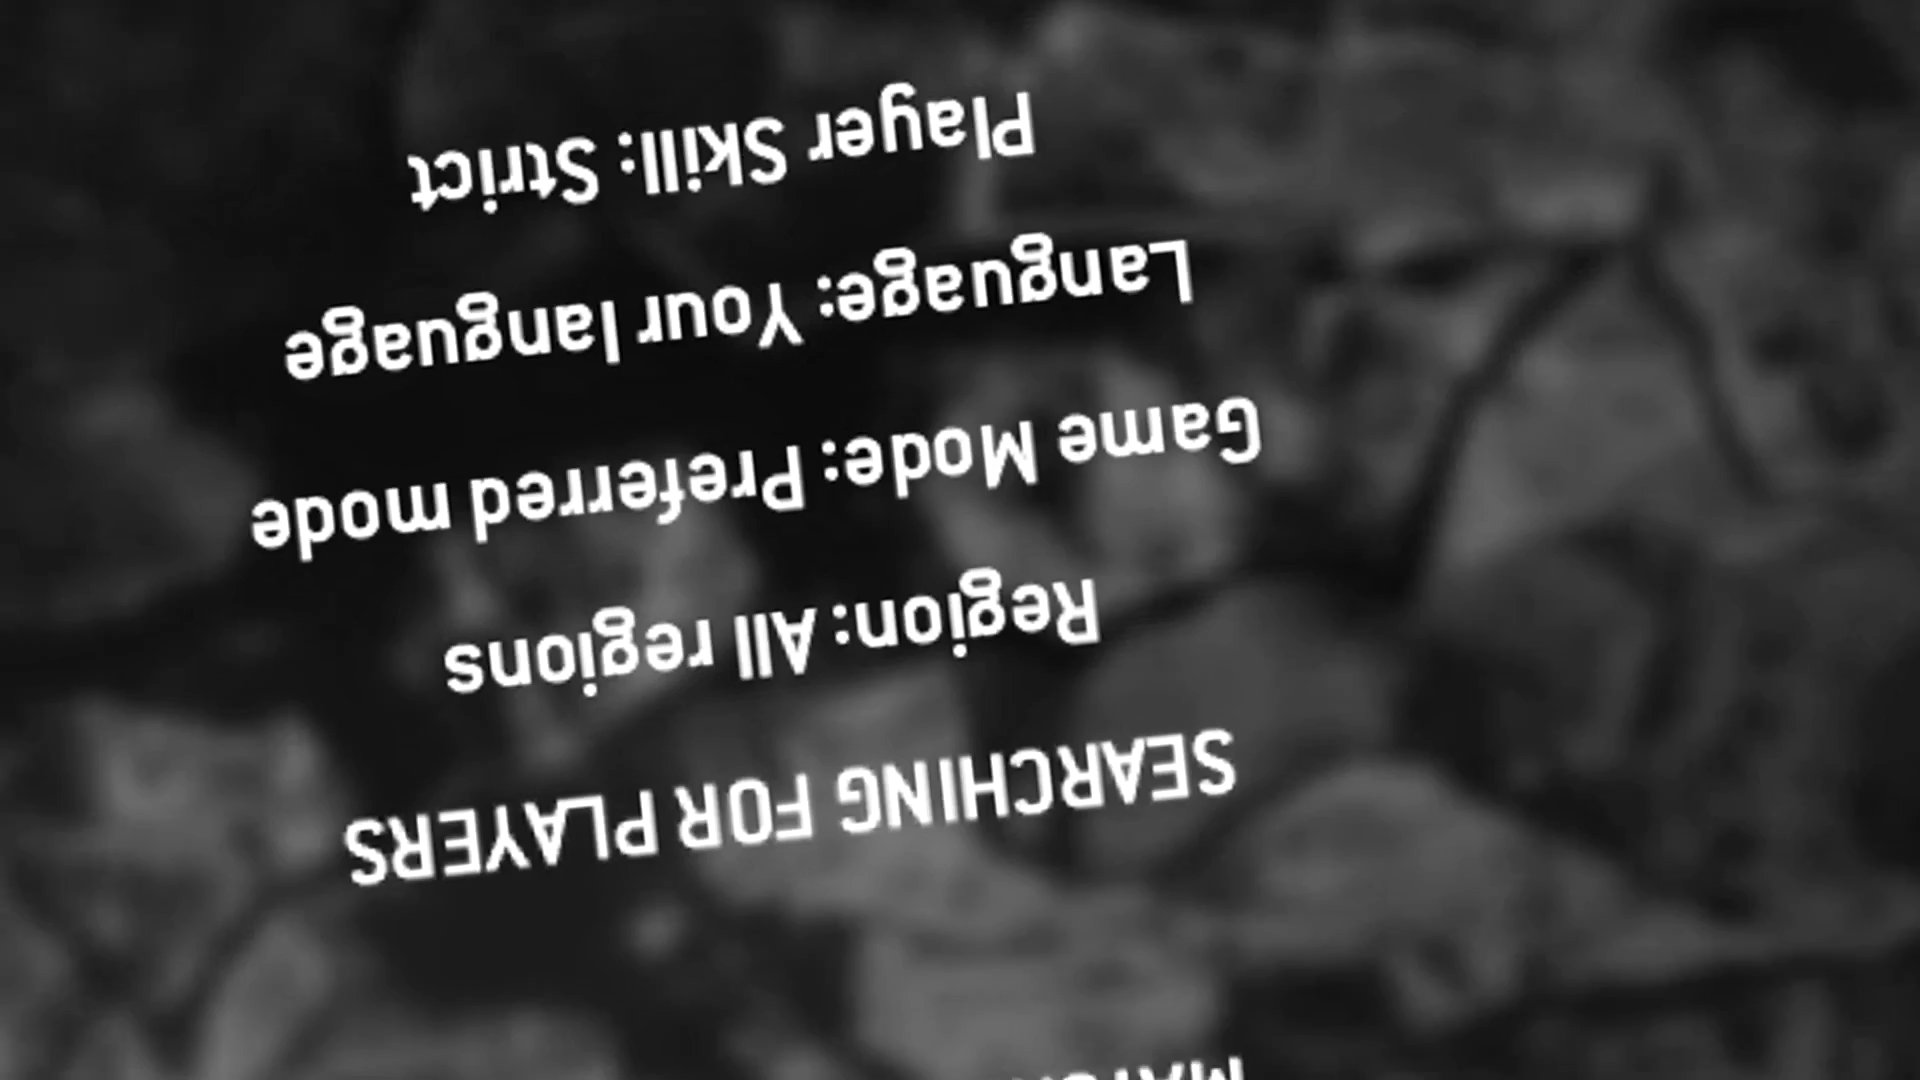 SEARCHING FOR PLAYERS
Region: All regions
Game Mode: Preferred mode
Language: Your language
Player Skill: Strict